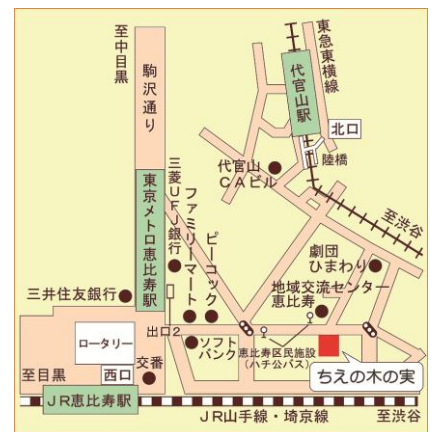 至中目黒
駒沢通り
東急東横線
代官山駅
北口
陸橋
代官山
CAビル
至渋谷
三菱UFJ銀行
ファミリーマート
ピーコック
東京メトロ恵比寿駅
劇団
ひまわり
地域交流センター
恵比寿
三井住友銀行
出口2
ロータリー
ソフト
バンク
恵比寿区民施設
(ハチ公バス)
ちえの木の実
至目黒
西口
交番
JR恵比寿駅
JR山手線・埼京線
至渋谷